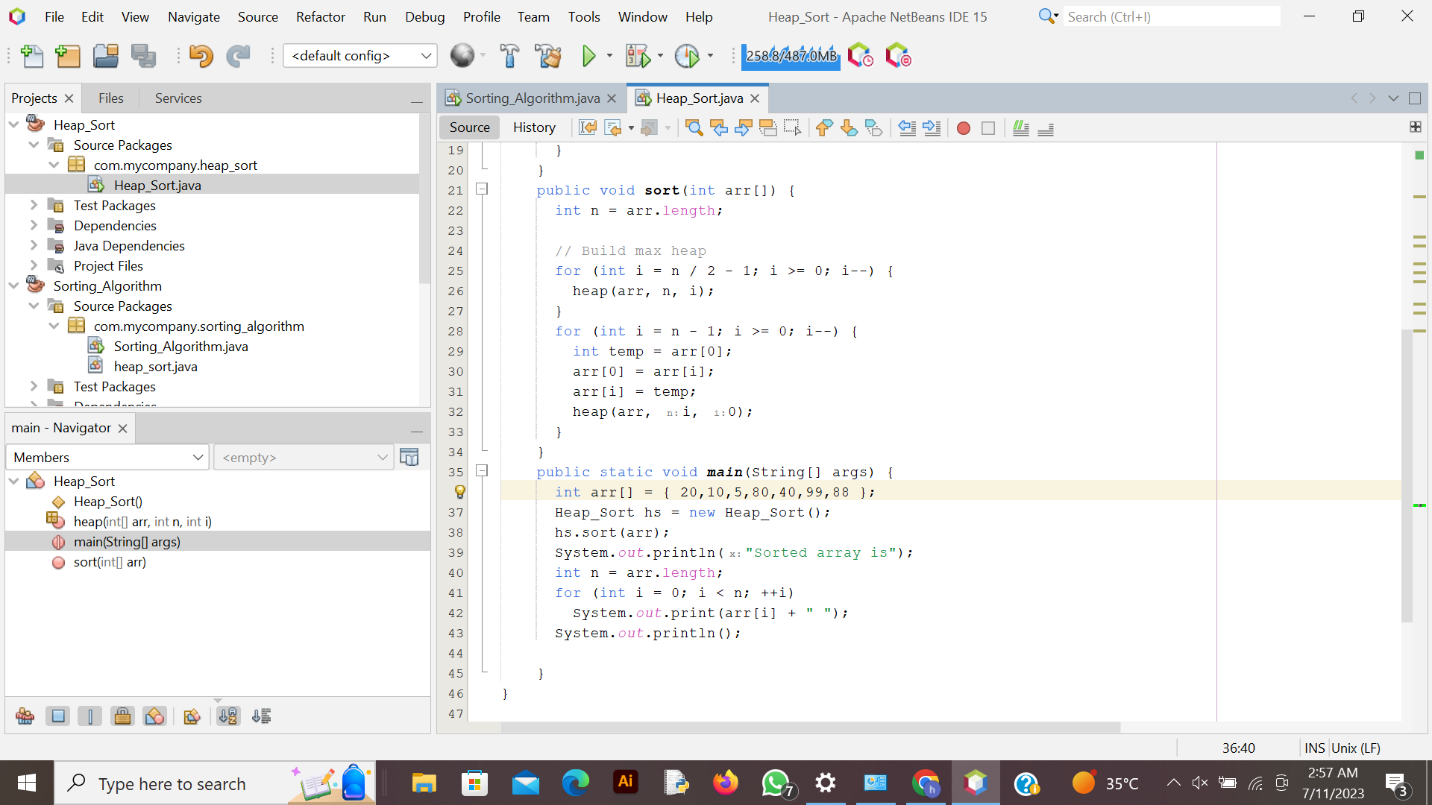 File Edit View Navigate Source Refactor Run Debug Profile Team Tools Window Help Heap_Sort - Apache NetBeans IDE 15 Search (Ctrl+I)
<default config> 258.8/487.0MB
Projects Files Services
Sorting_Algorithm.java Heap_Sort.java
Source History
Heap_Sort
Source Packages
com.mycompany.heap_sort
Heap_Sort.java
Test Packages
Dependencies
Java Dependencies
Project Files
Sorting_Algorithm
Source Packages
com.mycompany.sorting_algorithm
Sorting_Algorithm.java
heap_sort.java
Test Packages
main - Navigator
Members <empty>
Heap_Sort
Heap_Sort()
heap(int[] arr, int n, int i)
main(String[] args)
sort(int[] arr)
19 }
20 }
21 public void sort(int arr[]) {
22 int n = arr.length;
23
24 // Build max heap
25 for (int i = n / 2 - 1; i >= 0; i--) {
26 heap(arr, n, i);
27 }
28 for (int i = n - 1; i >= 0; i--) {
29 int temp = arr[0];
30 arr[0] = arr[i];
31 arr[i] = temp;
32 heap(arr, n: i, i: 0);
33 }
34 }
35 public static void main(String[] args) {
int arr[] = { 20,10,5,80,40,99,88 };
37 Heap_Sort hs = new Heap_Sort();
38 hs.sort(arr);
39 System.out.println( x: "Sorted array is");
40 int n = arr.length;
41 for (int i = 0; i < n; ++i)
42 System.out.print(arr[i] + " ");
43 System.out.println();
44
45 }
46 }
47
36:40 INS Unix (LF)
Type here to search
Ai
7
35°C
2:57 AM
7/11/2023
3